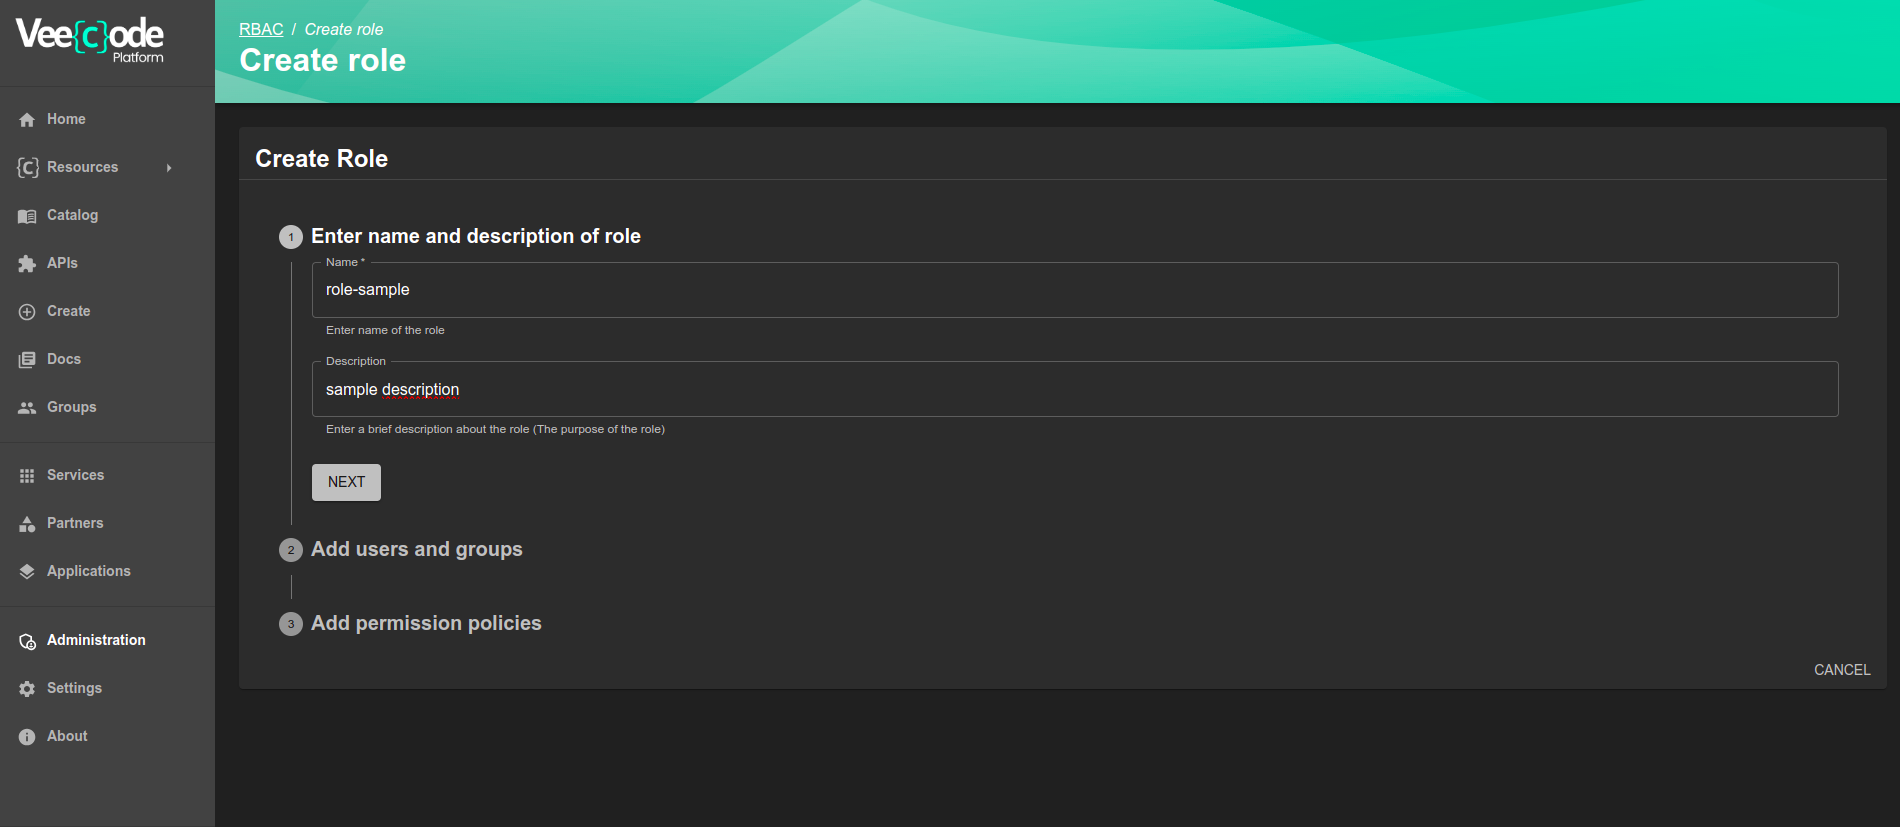 Vee{c}ode
Platform
Home
{C} Resources
Catalog
APIs
Create
Docs
Groups
Services
Partners
Applications
Administration
Settings
About
RBAC / Create role
Create role
Create Role
1 Enter name and description of role
Name *
role-sample
Enter name of the role
Description
sample description
Enter a brief description about the role (The purpose of the role)
NEXT
2 Add users and groups
3 Add permission policies
CANCEL